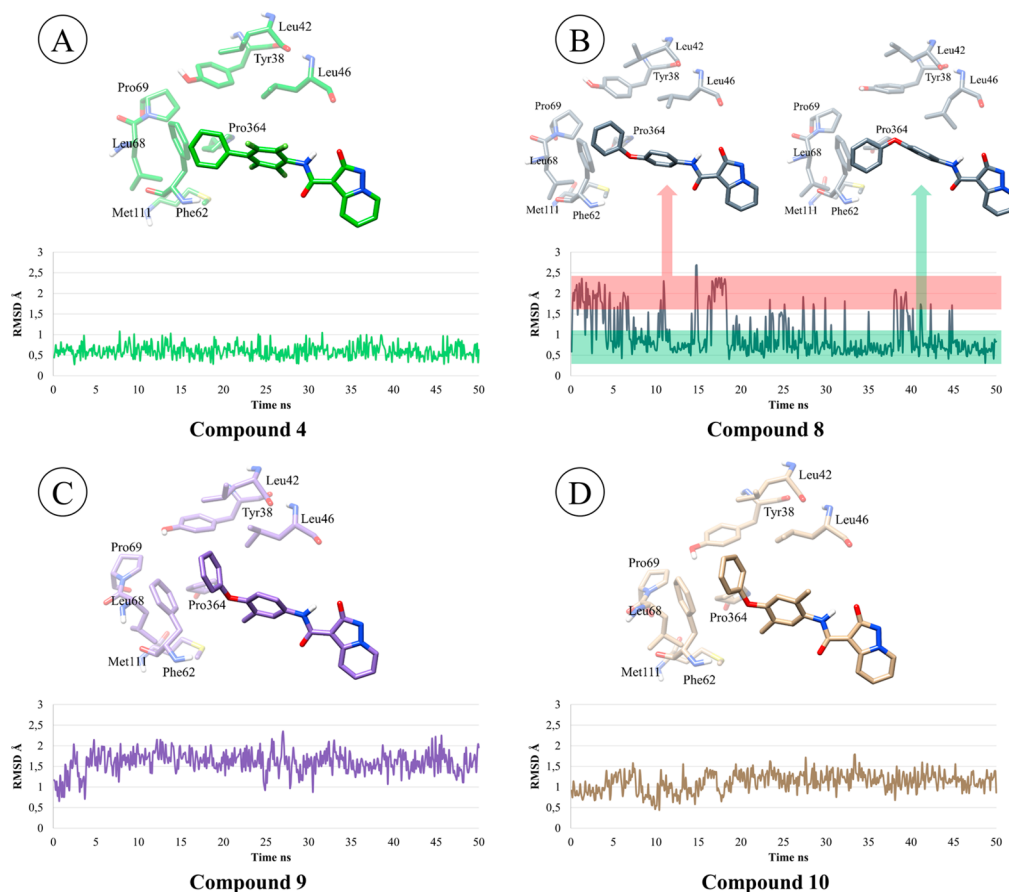 A
Leu42
Tyr38
Leu46
Pro69
Leu68
Pro364
Met111
Phe62
3
2,5
2
1,5
1
0,5
0
RMSD Å
0 5 10 15 20 25 30 35 40 45 50
Time ns
Compound 4
B
Leu42
Tyr38
Leu46
Pro69
Leu68
Pro364
Met111
Phe62
Leu42
Tyr38
Leu46
Pro69
Leu68
Pro364
Met111
Phe62
3
2,5
2
1,5
1
0,5
0
RMSD Å
0 5 10 15 20 25 30 35 40 45 50
Time ns
Compound 8
C
Leu42
Tyr38
Leu46
Pro69
Leu68
Pro364
Met111
Phe62
3
2,5
2
1,5
1
0,5
0
RMSD Å
0 5 10 15 20 25 30 35 40 45 50
Time ns
Compound 9
D
Leu42
Tyr38
Leu46
Pro69
Leu68
Pro364
Met111
Phe62
3
2,5
2
1,5
1
0,5
0
RMSD Å
0 5 10 15 20 25 30 35 40 45 50
Time ns
Compound 10